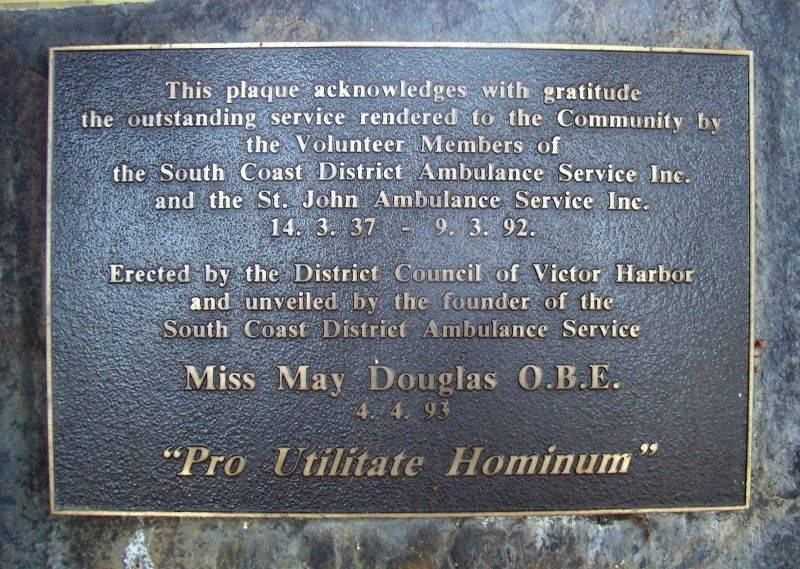 This plaque acknowledges with gratitude
the outstanding service rendered to the Community by
the Volunteer Members of
the South Coast District Ambulance Service Inc.
and the St. John Ambulance Service Inc.
14. 3. 37 - 9. 3. 92.
Erected by the District Council of Victor Harbor
and unveiled by the founder of the
South Coast District Ambulance Service
Miss May Douglas O.B.E.
4. 4. 93
"Pro Utilitate Hominum"